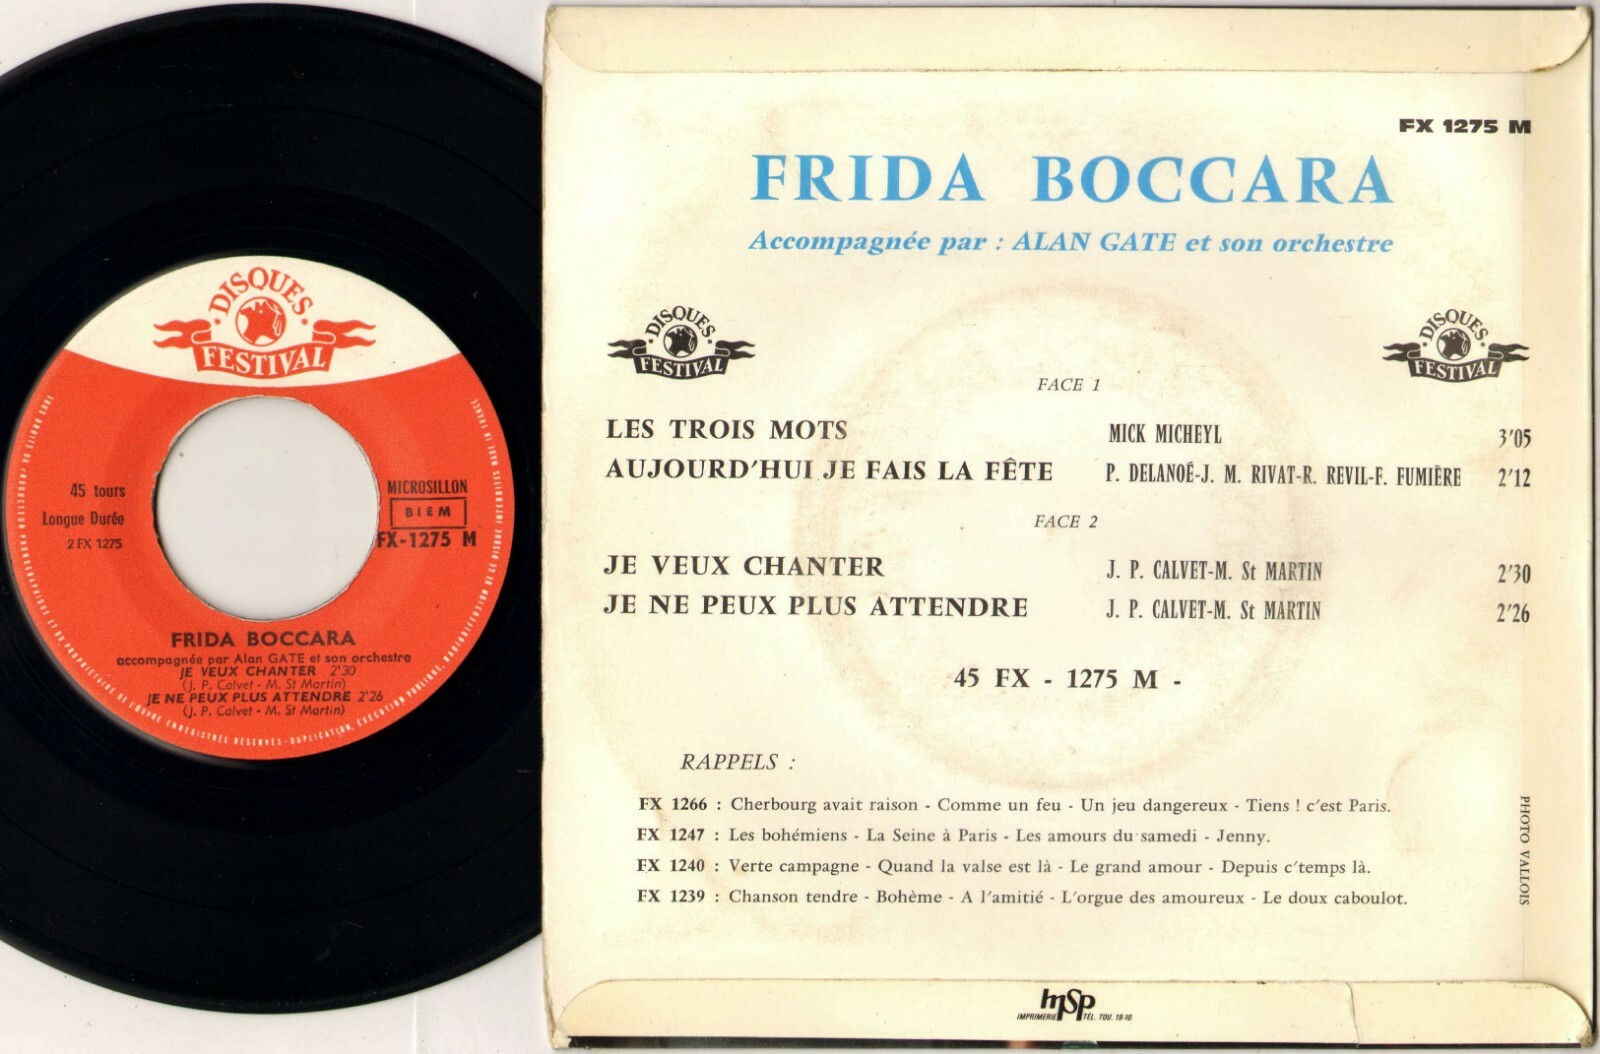 DISQUES
FESTIVAL
45 tours
Longue Durée
2 FX 1275
MICROSILLON
BIEM
FX-1275 M
FRIDA BOCCARA
accompagnée par Alan GATE et son orchestre
JE VEUX CHANTER 2'30
(J. P. Calvet - M. St Martin)
JE NE PEUX PLUS ATTENDRE 2'26
(J. P. Calvet - M. St Martin)
FX 1275 M
FRIDA BOCCARA
Accompagnée par : ALAN GATE et son orchestre
DISQUES
FESTIVAL
DISQUES
FESTIVAL
FACE 1
LES TROIS MOTS MICK MICHEYL 3'05
AUJOURD'HUI JE FAIS LA FÊTE P. DELANOÉ-J. M. RIVAT-R. REVIL-F. FUMIÈRE 2'12
FACE 2
JE VEUX CHANTER J. P. CALVET-M. St MARTIN 2'30
JE NE PEUX PLUS ATTENDRE J. P. CALVET-M. St MARTIN 2'26
45 FX - 1275 M -
RAPPELS :
FX 1266 : Cherbourg avait raison - Comme un feu - Un jeu dangereux - Tiens ! c'est Paris.
FX 1247 : Les bohémiens - La Seine à Paris - Les amours du samedi - Jenny.
FX 1240 : Verte campagne - Quand la valse est là - Le grand amour - Depuis c'temps là.
FX 1239 : Chanson tendre - Bohème - A l'amitié - L'orgue des amoureux - Le doux caboulot.
PHOTO VALLOIS
IMPRIMERIE TÉL. TOU. 19-10